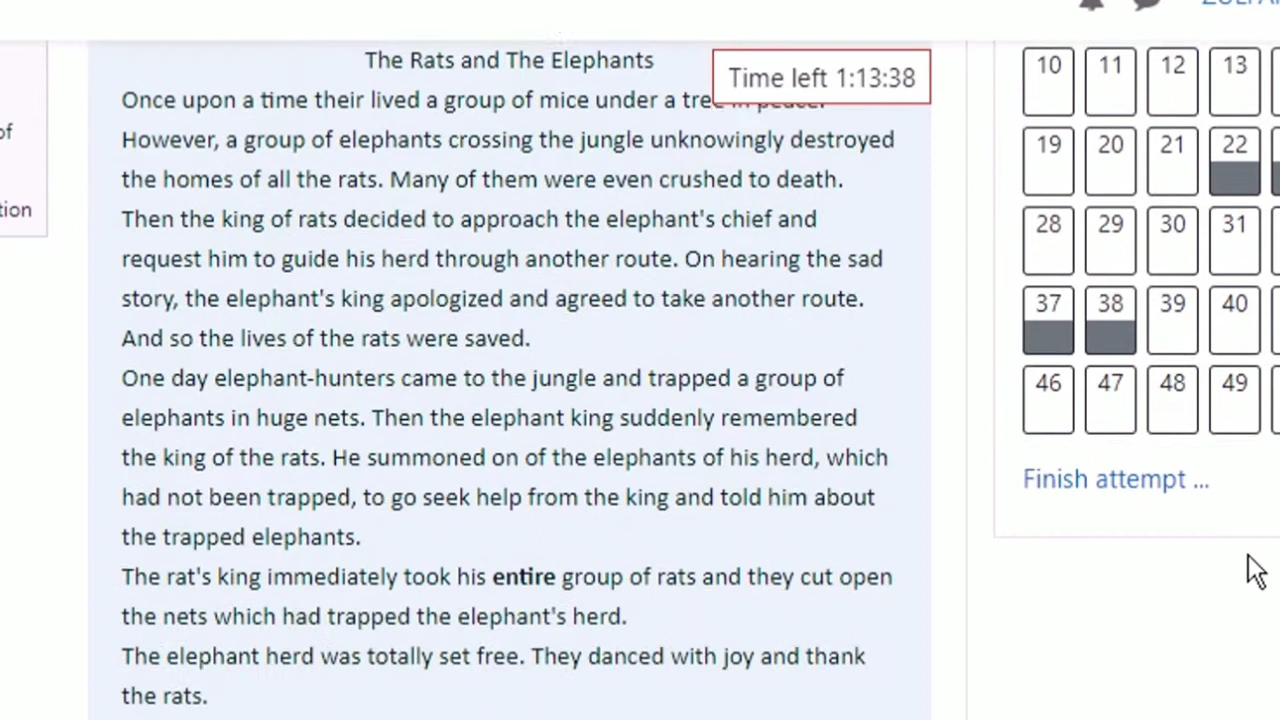 The Rats and The Elephants
Time left 1:13:38
Once upon a time their lived a group of mice under a tree in peace.
However, a group of elephants crossing the jungle unknowingly destroyed
the homes of all the rats. Many of them were even crushed to death.
Then the king of rats decided to approach the elephant's chief and
request him to guide his herd through another route. On hearing the sad
story, the elephant's king apologized and agreed to take another route.
And so the lives of the rats were saved.
One day elephant-hunters came to the jungle and trapped a group of
elephants in huge nets. Then the elephant king suddenly remembered
the king of the rats. He summoned on of the elephants of his herd, which
had not been trapped, to go seek help from the king and told him about
the trapped elephants.
The rat's king immediately took his entire group of rats and they cut open
the nets which had trapped the elephant's herd.
The elephant herd was totally set free. They danced with joy and thank
the rats.
of
tion
10 11 12 13
19 20 21 22
28 29 30 31
37 38 39 40
46 47 48 49
Finish attempt ...